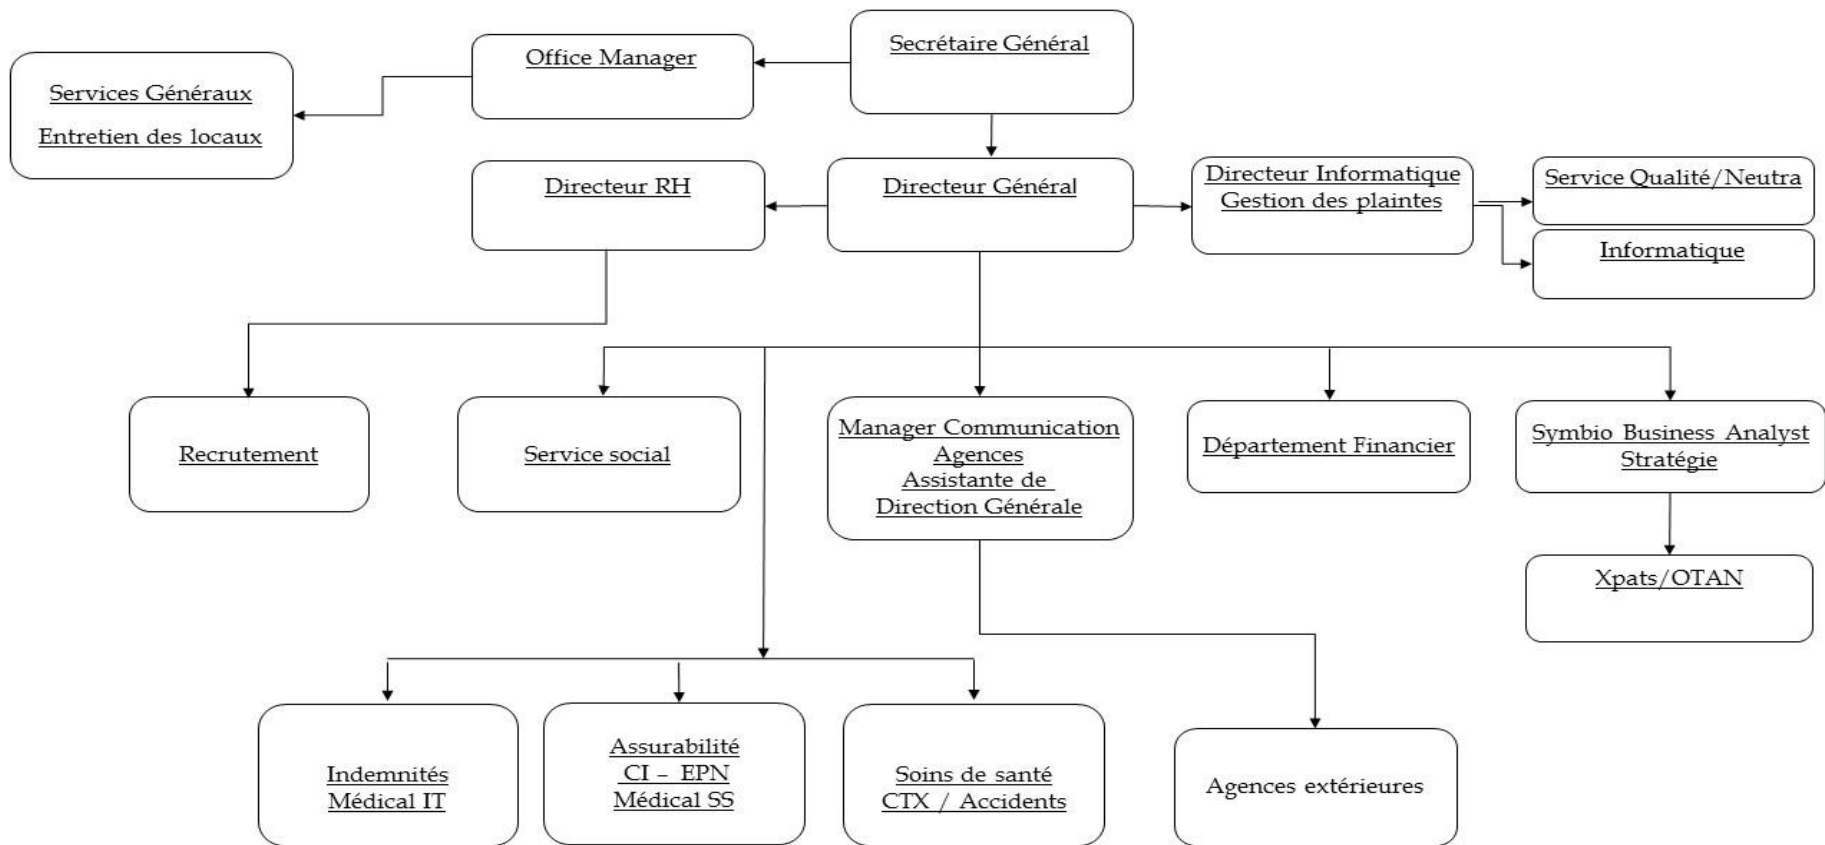 Secrétaire Général
Office Manager
Services Généraux
Entretien des locaux
Directeur RH
Directeur Général
Directeur Informatique
Gestion des plaintes
Service Qualité/Neutra
Informatique
Recrutement
Service social
Manager Communication
Agences
Assistante de
Direction Générale
Département Financier
Symbio Business Analyst
Stratégie
Xpats/OTAN
Indemnités
Médical IT
Assurabilité
CI – EPN
Médical SS
Soins de santé
CTX / Accidents
Agences extérieures